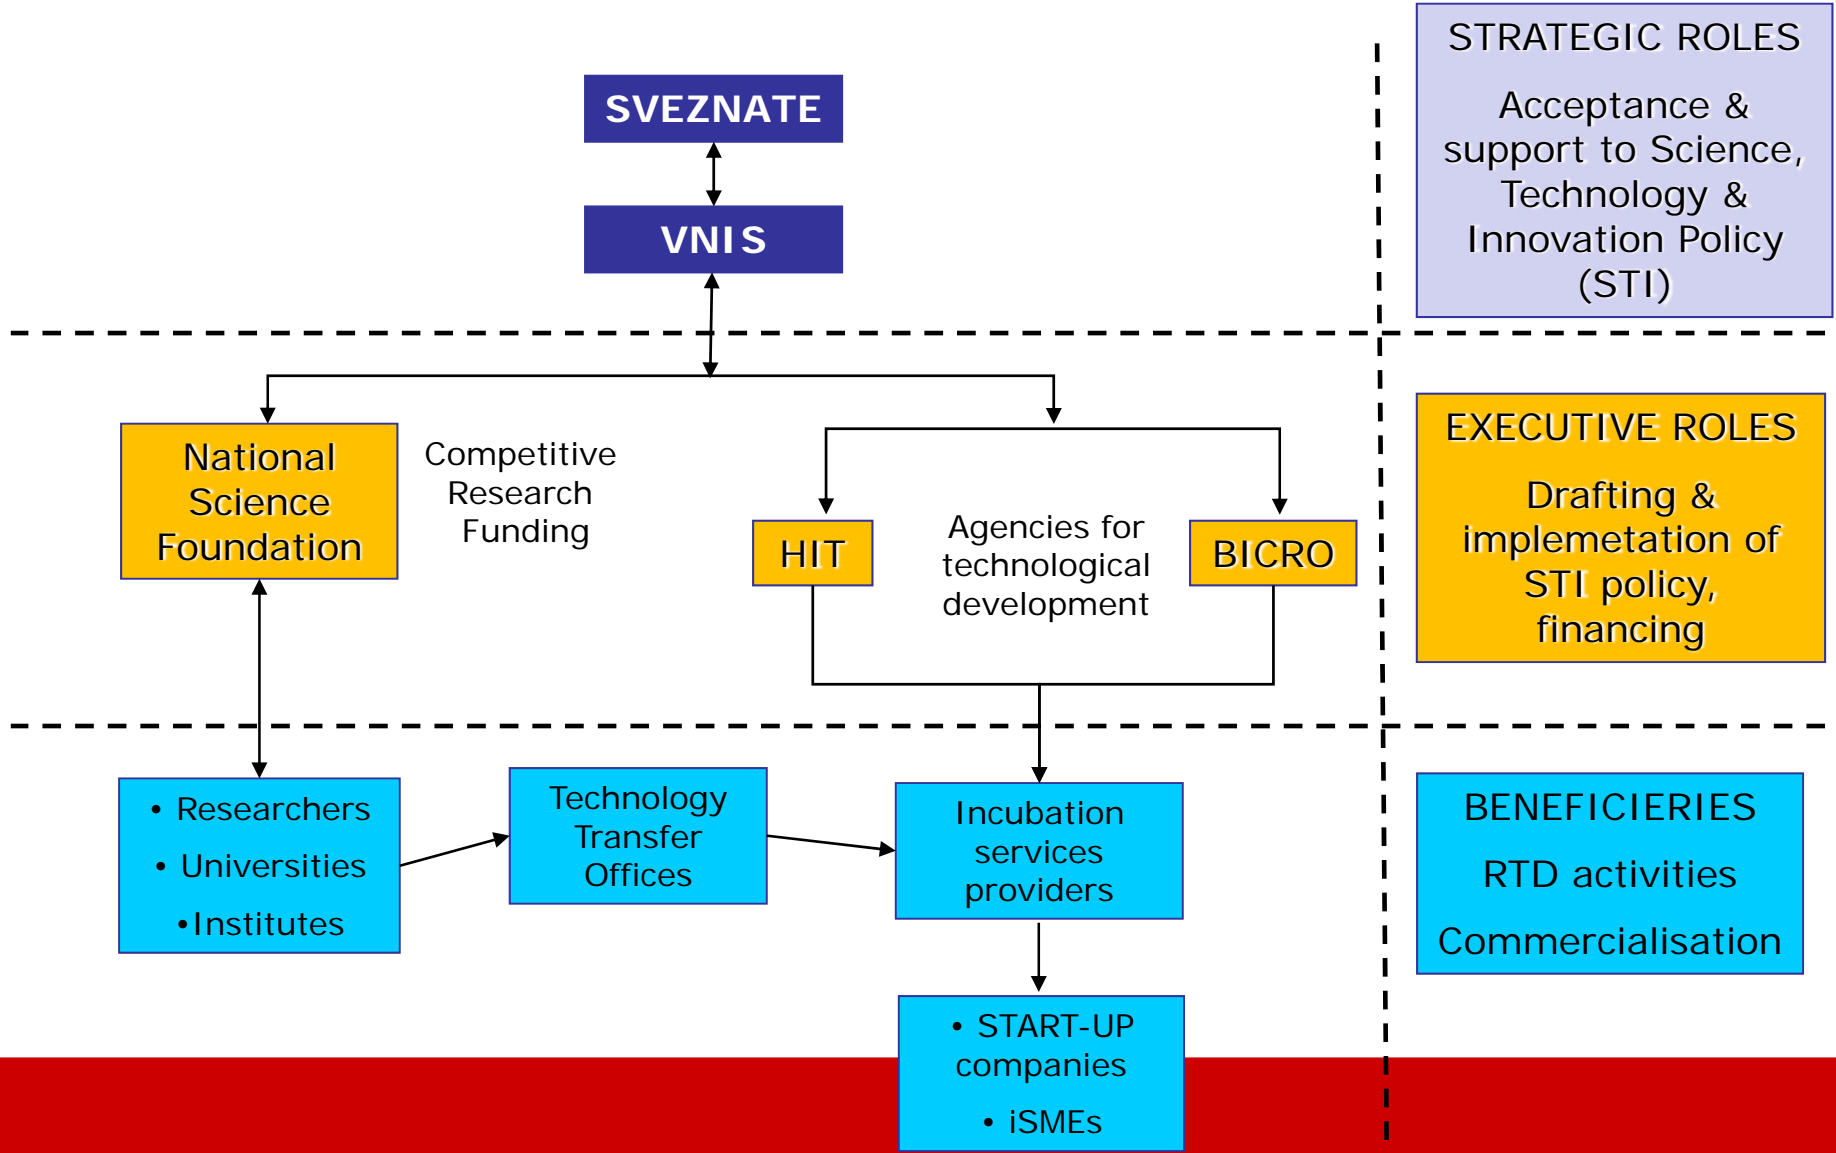 SVEZNATE
VNIS
STRATEGIC ROLES
Acceptance &
support to Science,
Technology &
Innovation Policy
(STI)
National
Science
Foundation
Competitive
Research
Funding
HIT
Agencies for
technological
development
BICRO
EXECUTIVE ROLES
Drafting &
implemetation of
STI policy,
financing
• Researchers
• Universities
•Institutes
Technology
Transfer
Offices
Incubation
services
providers
• START-UP
companies
• iSMEs
BENEFICIERIES
RTD activities
Commercialisation